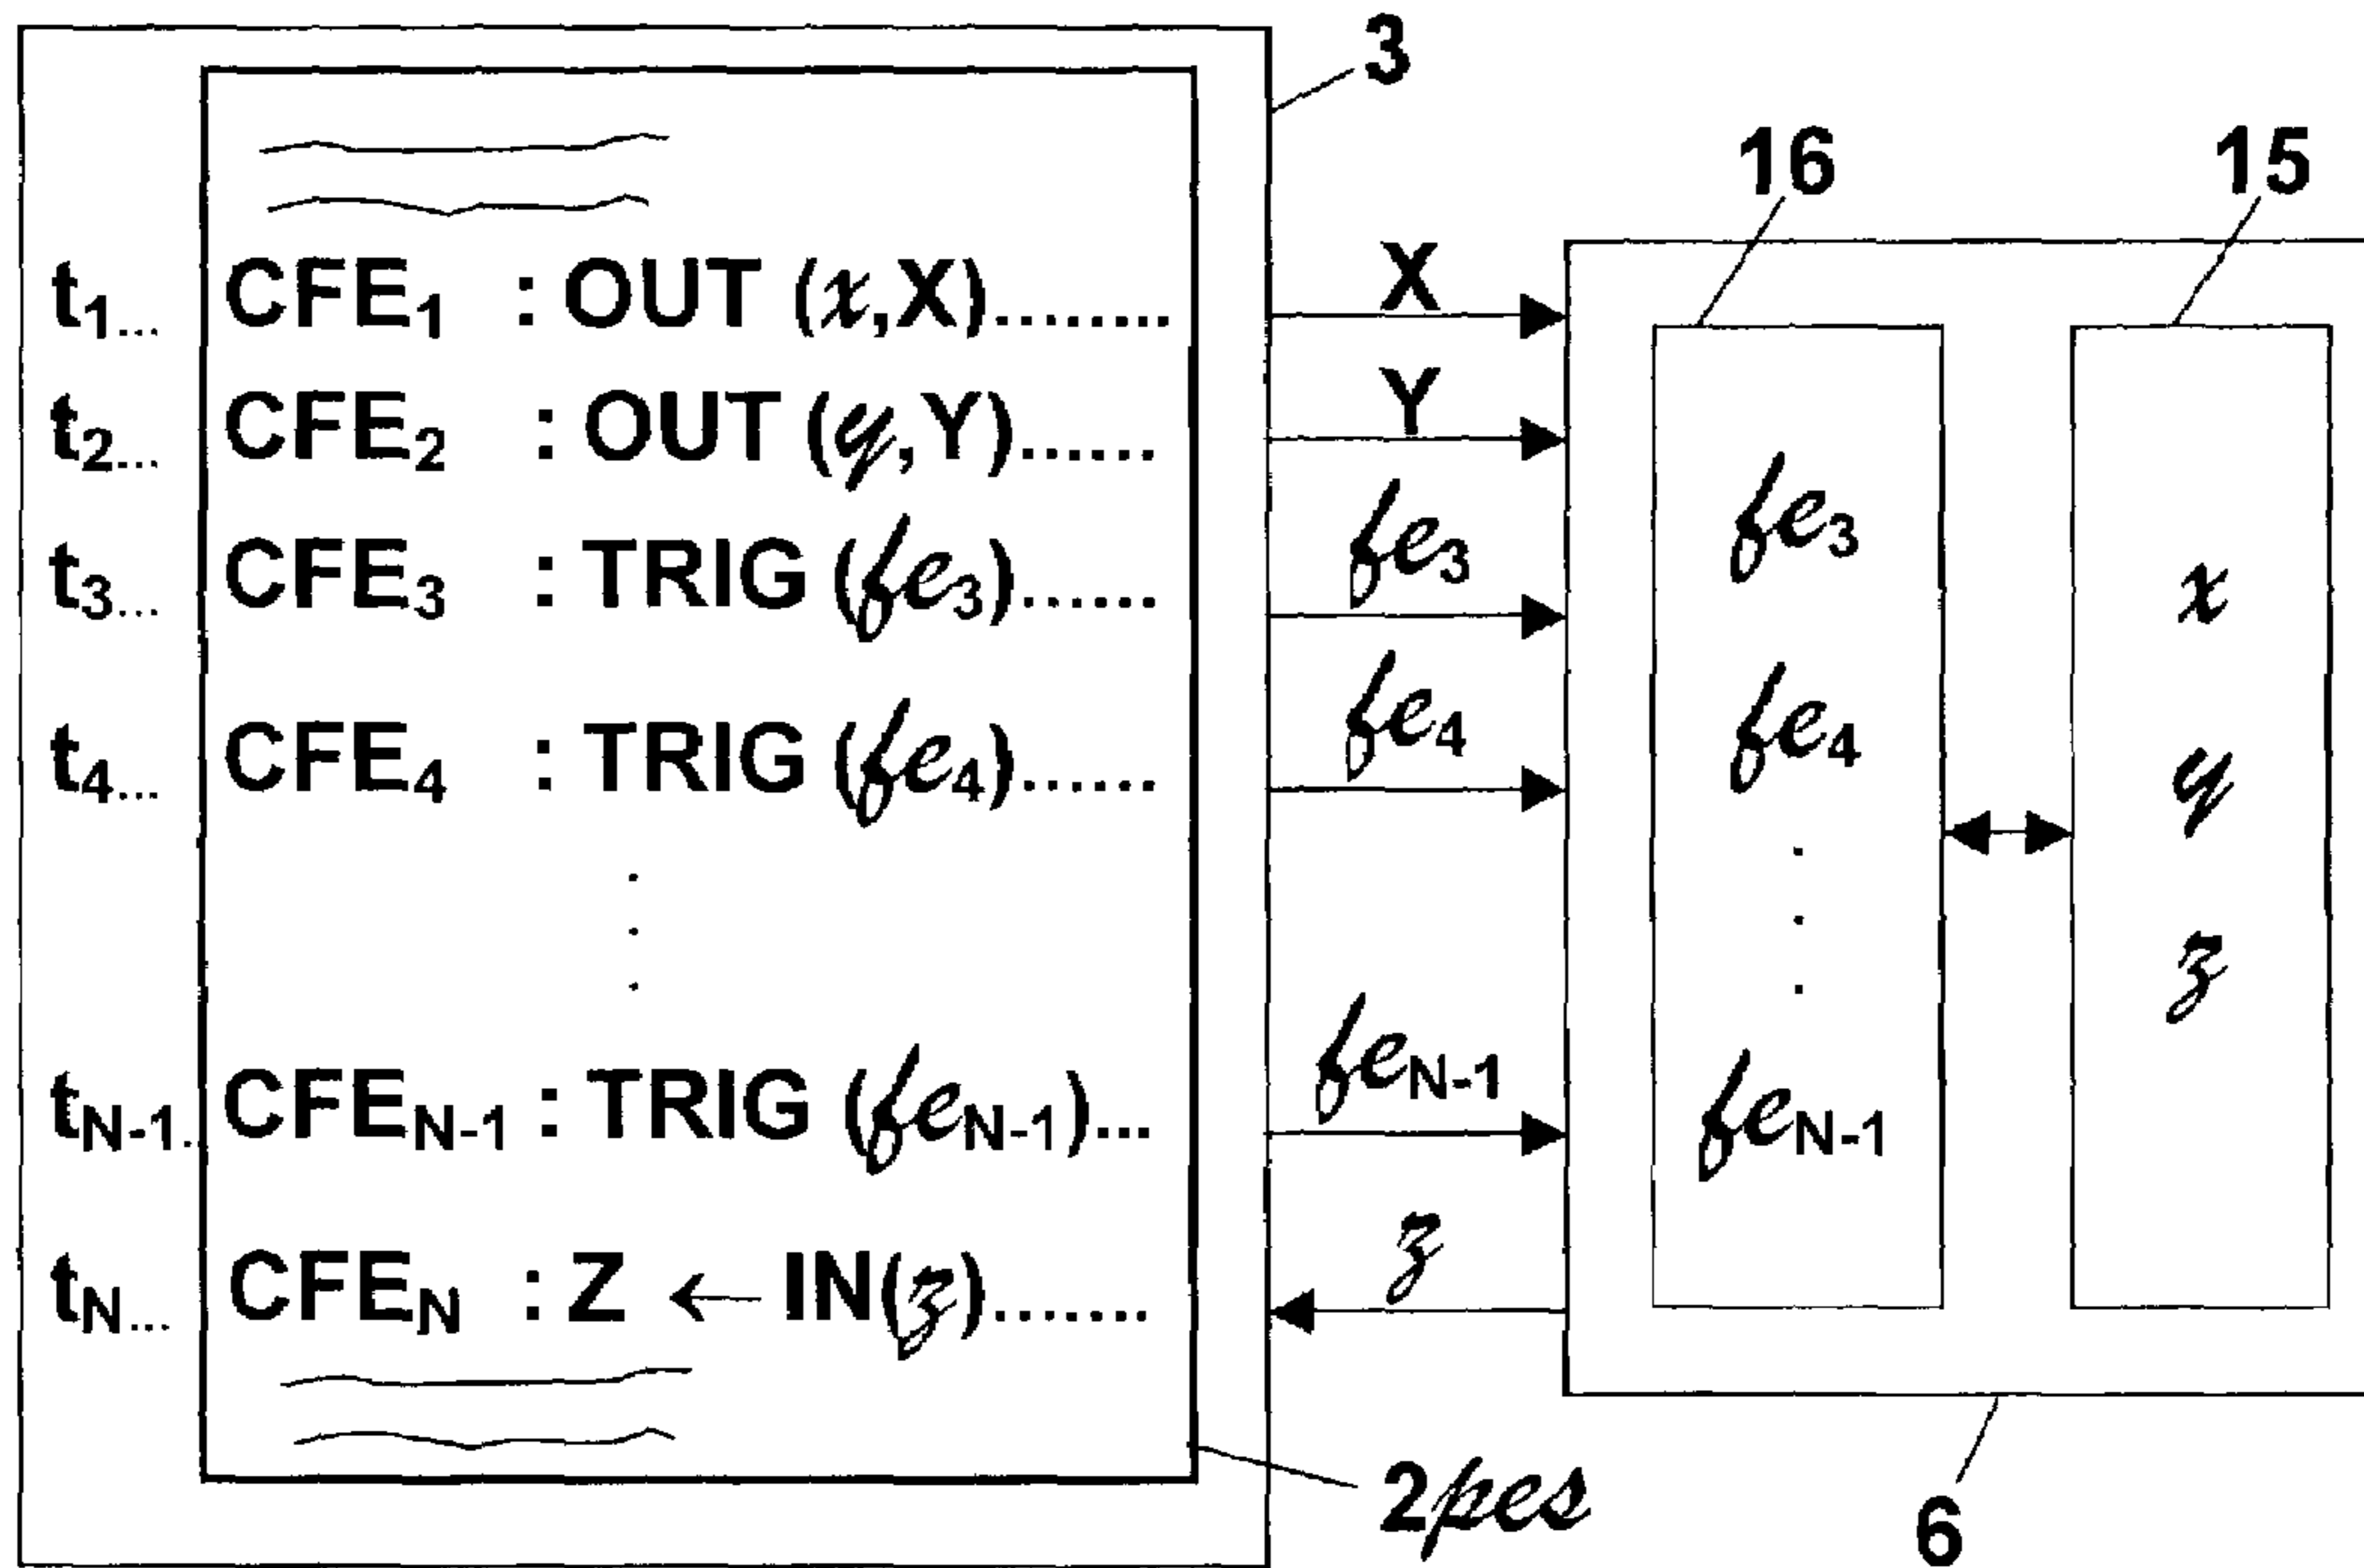 3
16 15
t1... CFE1 : OUT (x,X)........ X
t2... CFE2 : OUT (y,Y)...... Y
t3... CFE3 : TRIG (fe3)...... fe3 fe3
x
t4... CFE4 : TRIG (fe4)...... fe4 fe4
y
z
tN-1. CFEN-1 : TRIG (feN-1)... feN-1 feN-1
tN... CFEN : Z ← IN(z)....... z
2pes
6